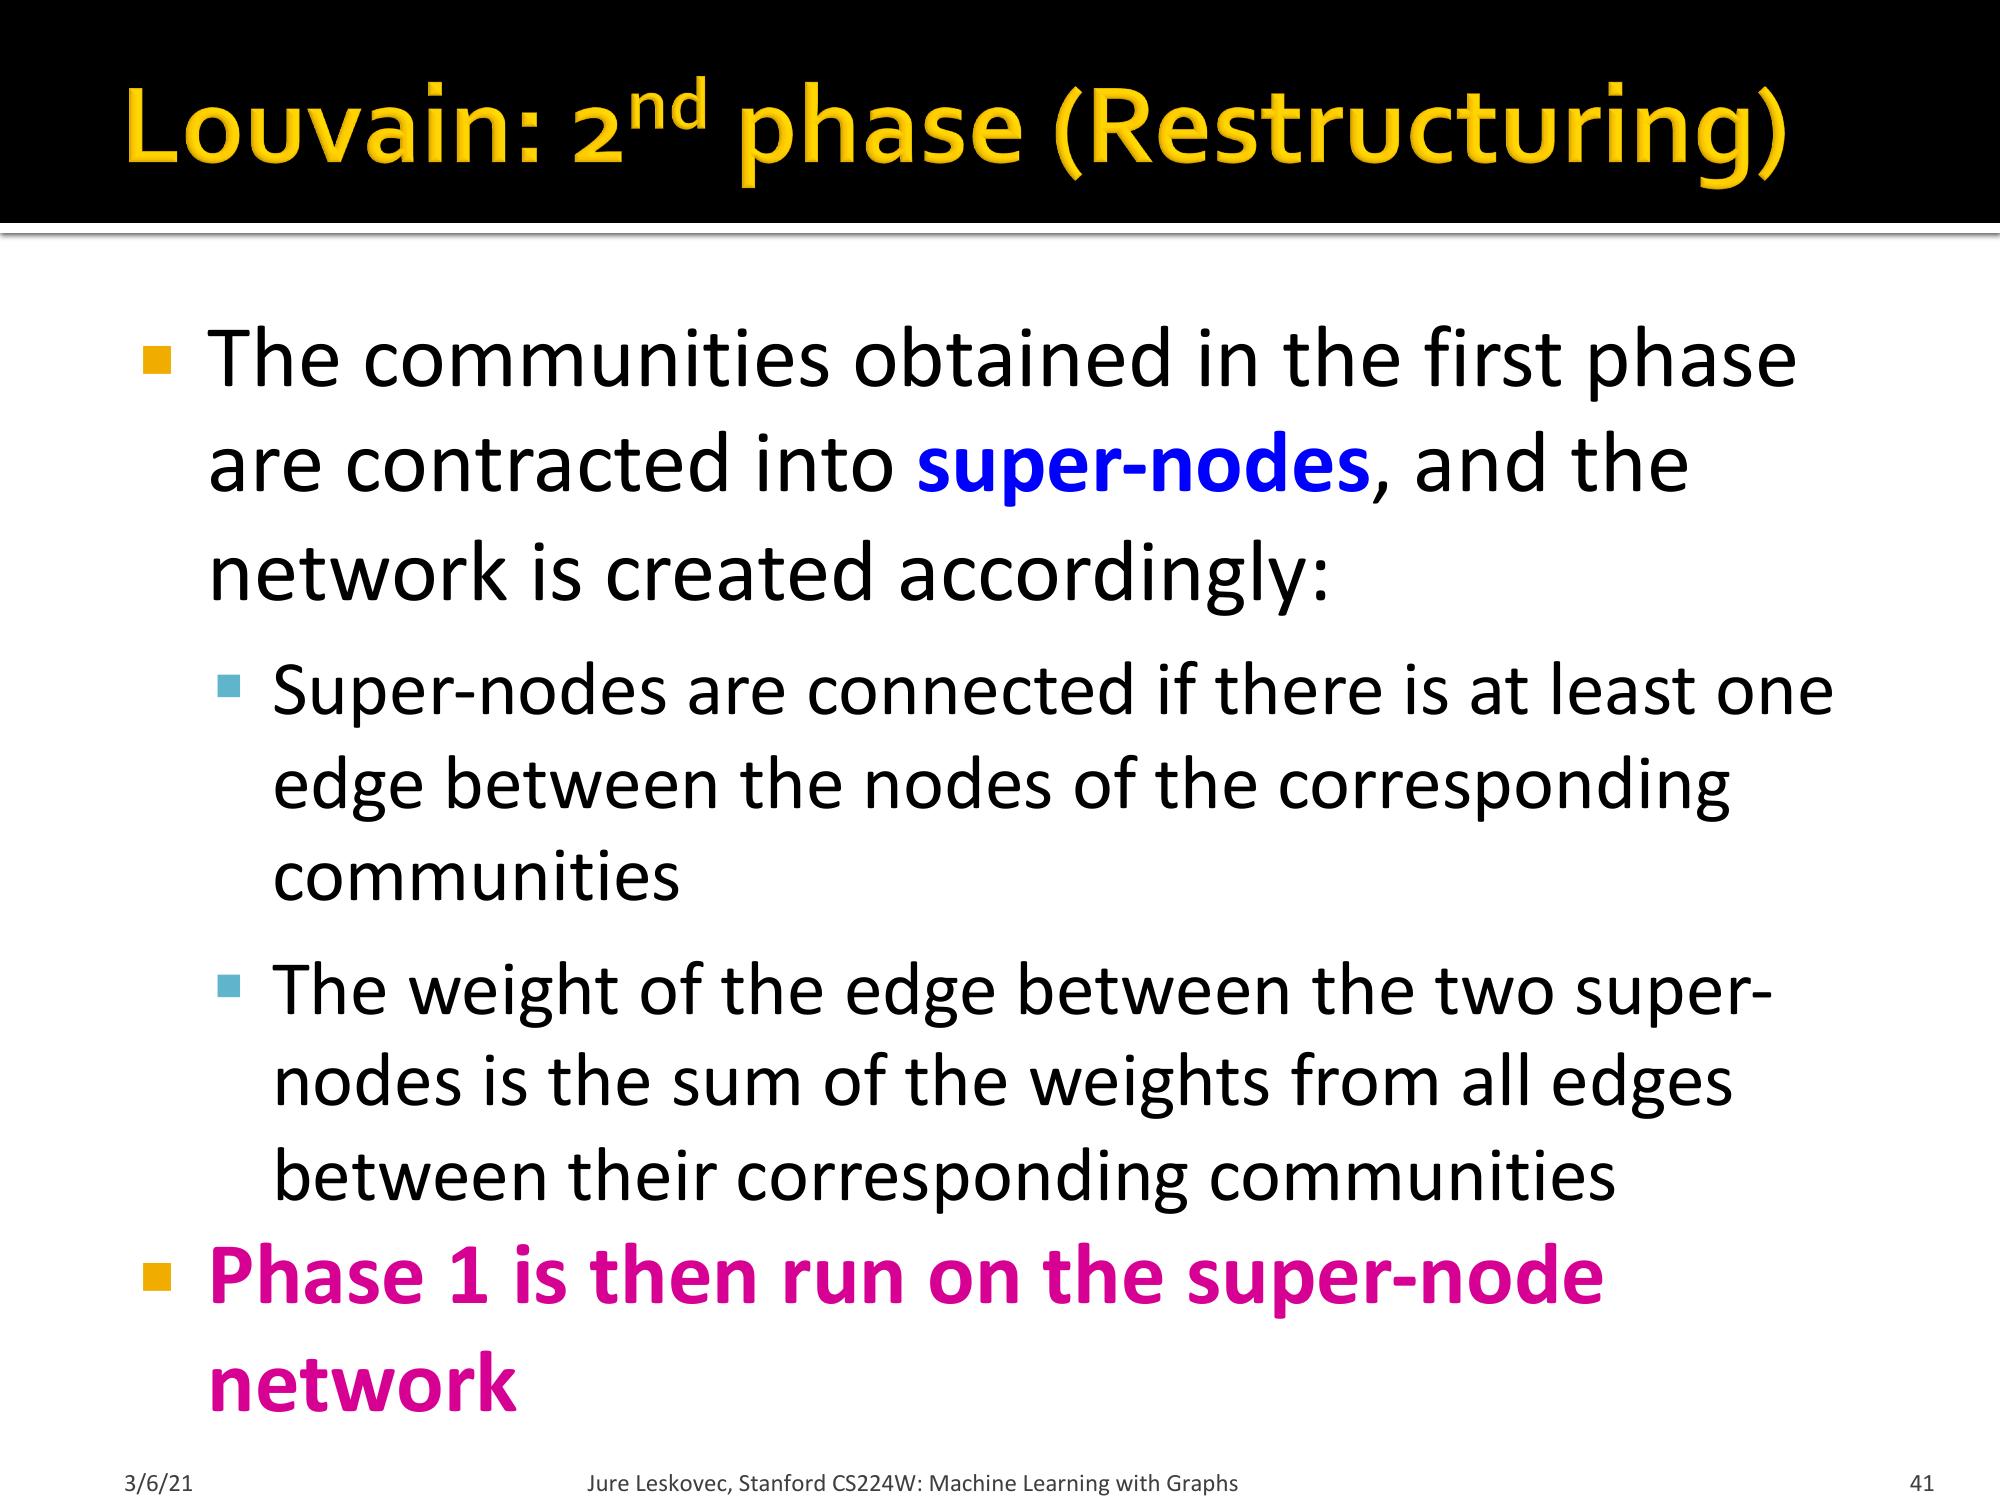 Louvain: 2nd phase (Restructuring)
The communities obtained in the first phase
are contracted into super-nodes, and the
network is created accordingly:
Super-nodes are connected if there is at least one
edge between the nodes of the corresponding
communities
The weight of the edge between the two super-
nodes is the sum of the weights from all edges
between their corresponding communities
Phase 1 is then run on the super-node
network
3/6/21
Jure Leskovec, Stanford CS224W: Machine Learning with Graphs
41